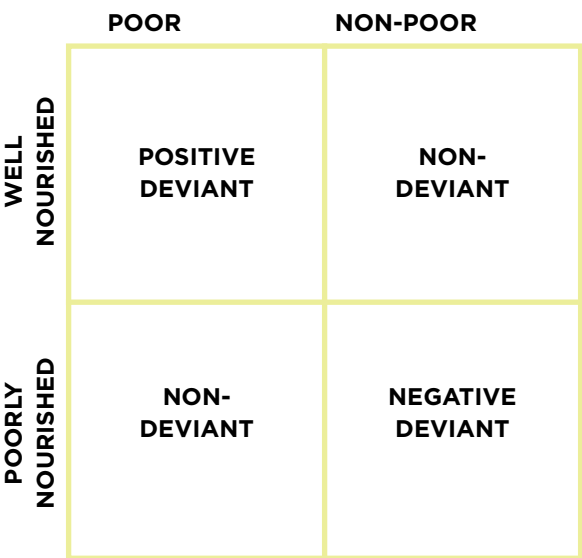 POOR NON-POOR
WELL
NOURISHED
POSITIVE
DEVIANT
NON-
DEVIANT
POORLY
NOURISHED
NON-
DEVIANT
NEGATIVE
DEVIANT